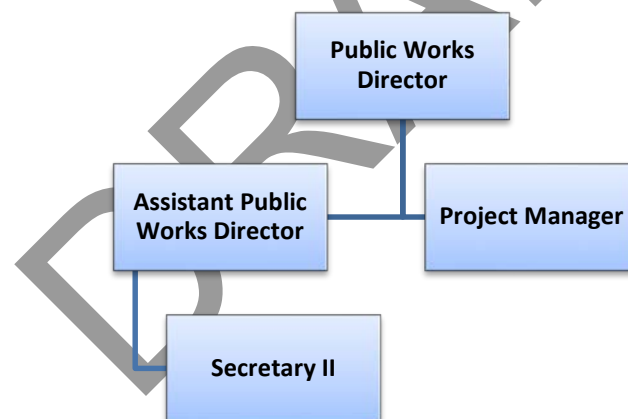 Public Works
Director
Assistant Public
Works Director
Project Manager
Secretary II